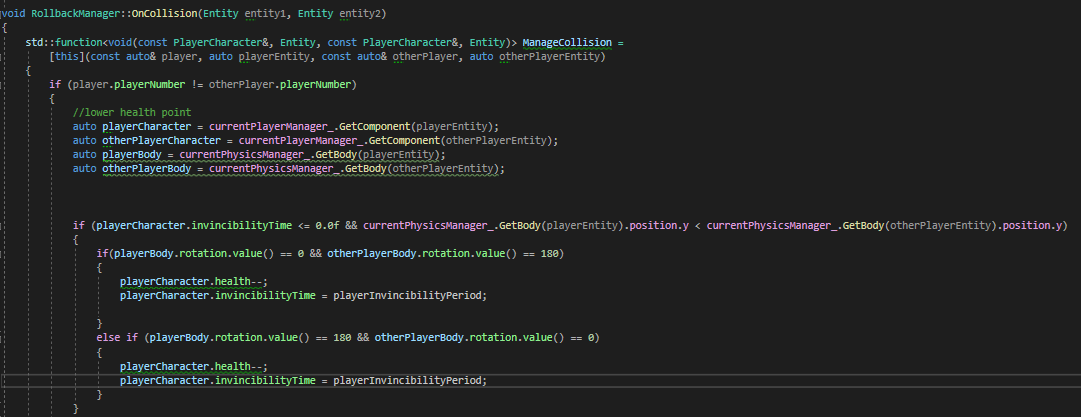 void RollbackManager::OnCollision(Entity entity1, Entity entity2)
{
std::function<void(const PlayerCharacter&, Entity, const PlayerCharacter&, Entity)> ManageCollision =
[this](const auto& player, auto playerEntity, const auto& otherPlayer, auto otherPlayerEntity)
{
if (player.playerNumber != otherPlayer.playerNumber)
{
//lower health point
auto playerCharacter = currentPlayerManager_.GetComponent(playerEntity);
auto otherPlayerCharacter = currentPlayerManager_.GetComponent(otherPlayerEntity);
auto playerBody = currentPhysicsManager_.GetBody(playerEntity);
auto otherPlayerBody = currentPhysicsManager_.GetBody(otherPlayerEntity);
if (playerCharacter.invincibilityTime <= 0.0f && currentPhysicsManager_.GetBody(playerEntity).position.y < currentPhysicsManager_.GetBody(otherPlayerEntity).position.y)
{
if(playerBody.rotation.value() == 0 && otherPlayerBody.rotation.value() == 180)
{
playerCharacter.health--;
playerCharacter.invincibilityTime = playerInvincibilityPeriod;
}
else if (playerBody.rotation.value() == 180 && otherPlayerBody.rotation.value() == 0)
{
playerCharacter.health--;
playerCharacter.invincibilityTime = playerInvincibilityPeriod;
}
}